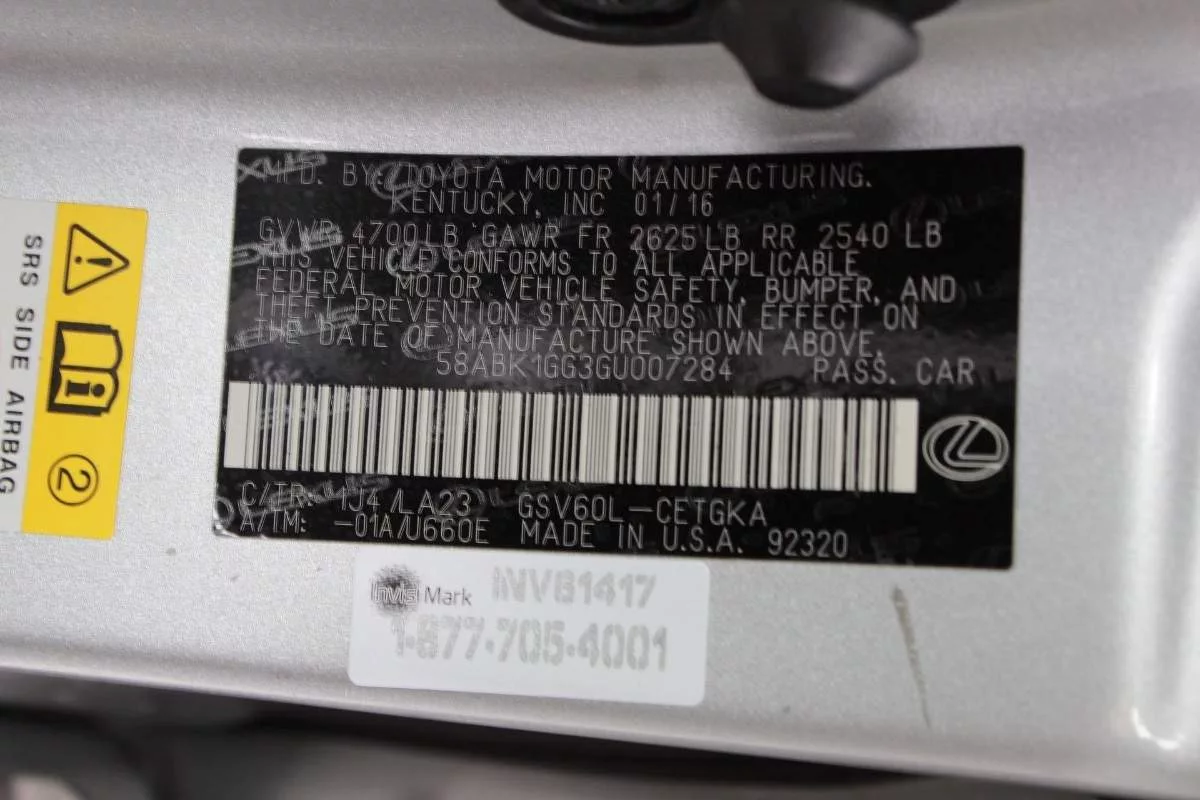 MFD. BY: TOYOTA MOTOR MANUFACTURING.
KENTUCKY, INC 01/16
GVWR 4700LB GAWR FR 2625LB RR 2540 LB
THIS VEHICLE CONFORMS TO ALL APPLICABLE
FEDERAL MOTOR VEHICLE SAFETY, BUMPER, AND
THEFT PREVENTION STANDARDS IN EFFECT ON
THE DATE OF MANUFACTURE SHOWN ABOVE.
58ABK1GG3GU007284 PASS. CAR
C/TR: 1J4/LA23 GSV60L-CETGKA
A/TM: -01A/U660E MADE IN U.S.A. 92320
InvisiMark INVB1417
1-877-705-4001
SRS SIDE AIRBAG
2